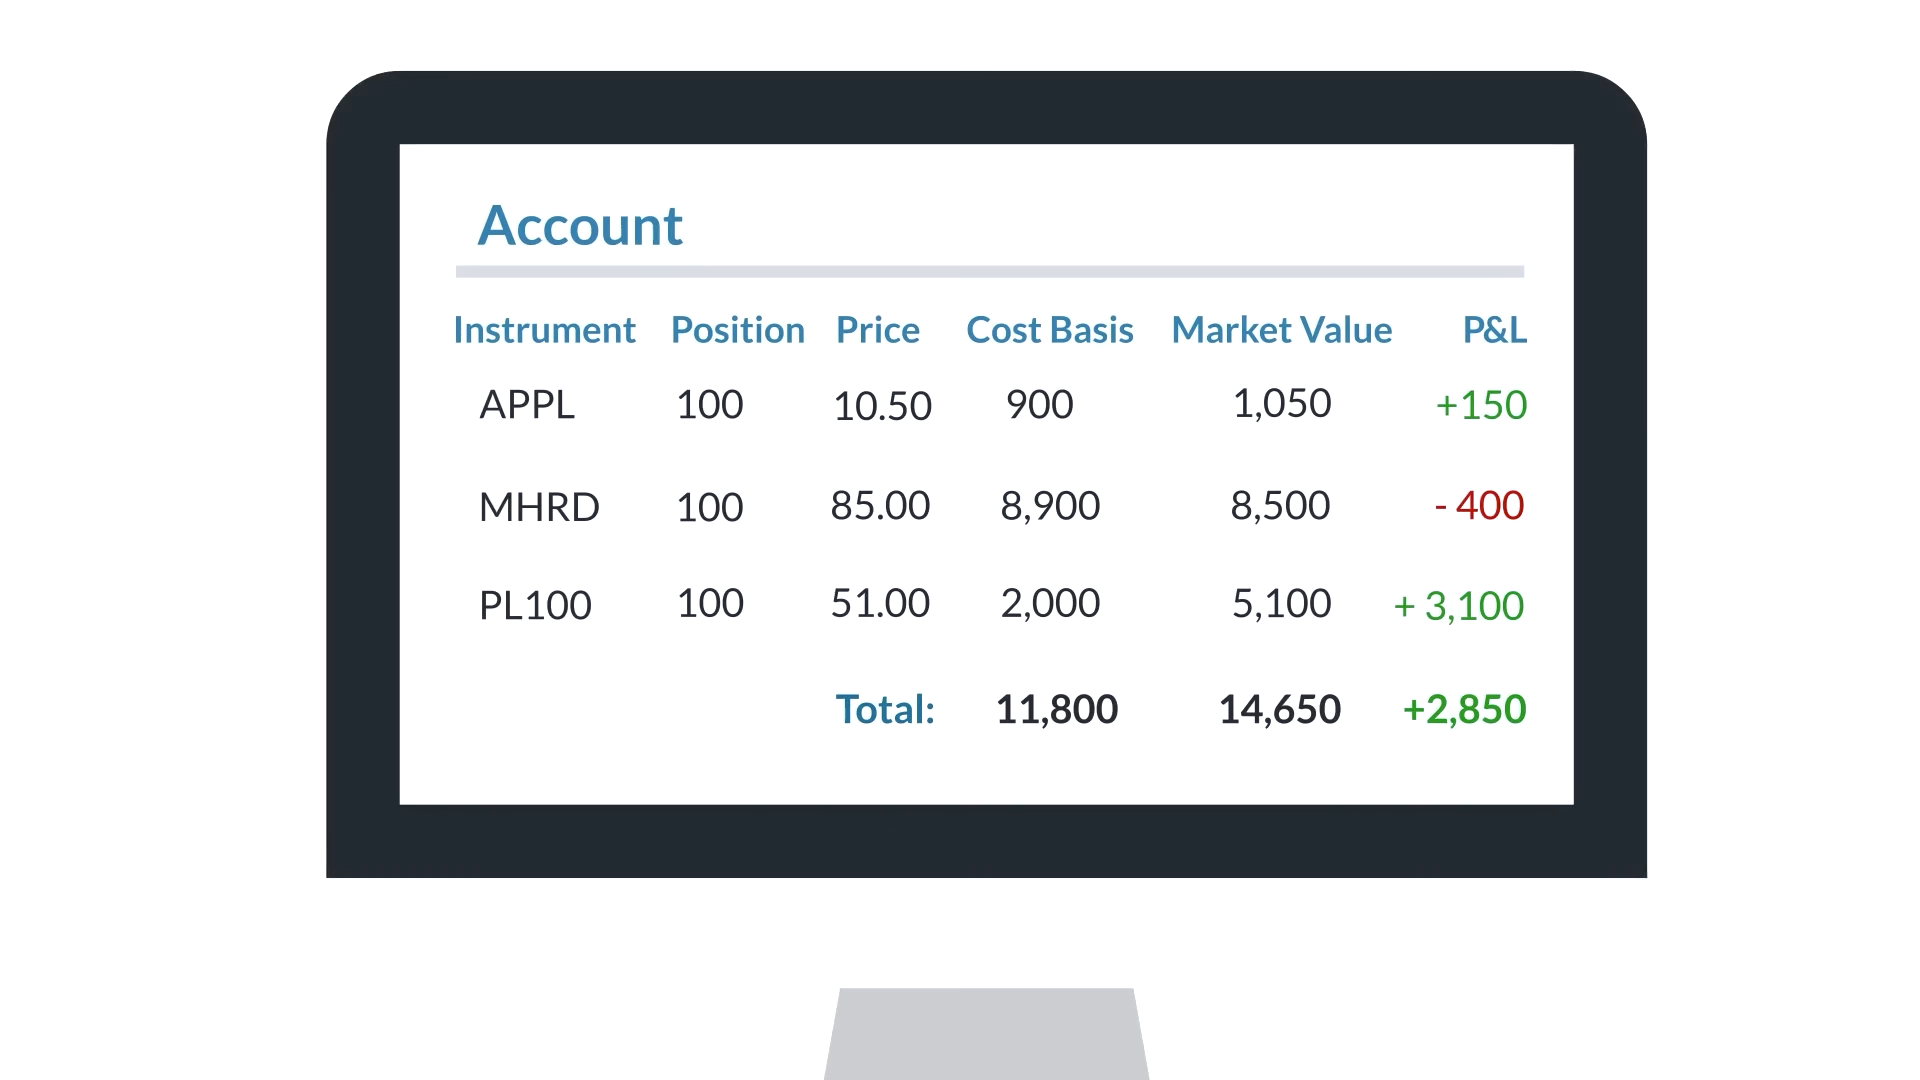 Account
Instrument Position Price Cost Basis Market Value P&L
APPL 100 10.50 900 1,050 +150
MHRD 100 85.00 8,900 8,500 - 400
PL100 100 51.00 2,000 5,100 + 3,100
Total: 11,800 14,650 +2,850